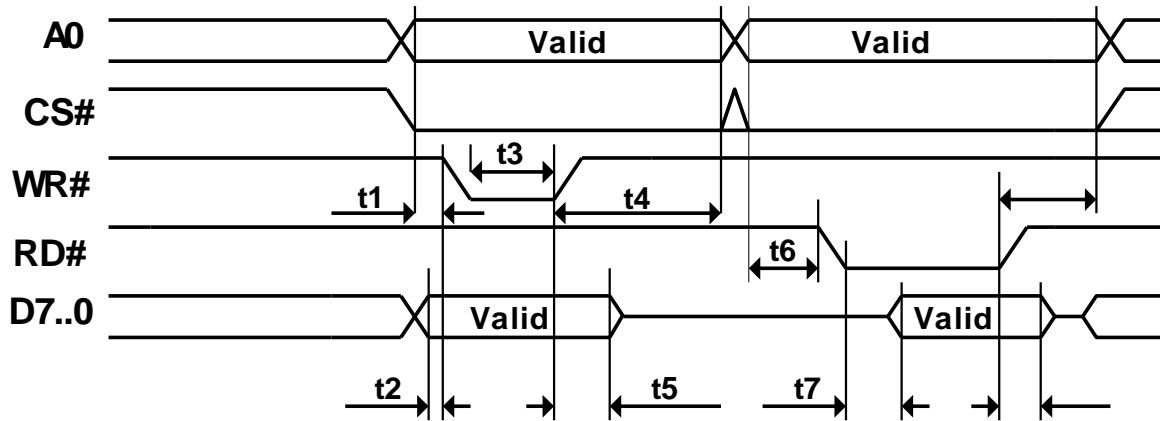 A0 Valid Valid
CS#
WR# t3
t1 t4
RD# t6
D7..0 Valid Valid
t2 t5 t7